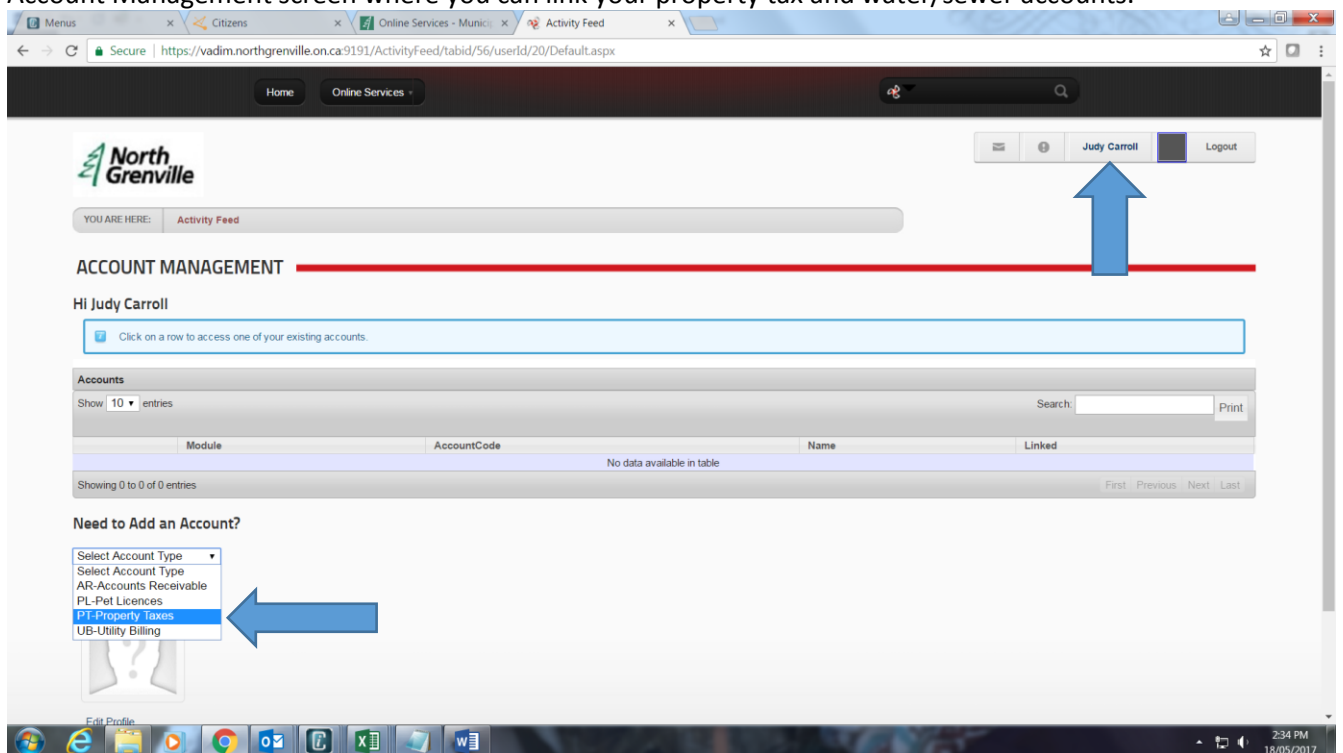 Account Management screen where you can link your property tax and water/sewer accounts.
Menus
Citizens
Online Services - Municip
Activity Feed
Secure | https://vadim.northgrenville.on.ca:9191/ActivityFeed/tabid/56/userId/20/Default.aspx
Home
Online Services
North
Grenville
Judy Carroll
Logout
YOU ARE HERE:
Activity Feed
ACCOUNT MANAGEMENT
Hi Judy Carroll
Click on a row to access one of your existing accounts.
Accounts
Show 10 entries
Search:
Print
Module AccountCode Name Linked
No data available in table
Showing 0 to 0 of 0 entries
First Previous Next Last
Need to Add an Account?
Select Account Type
Select Account Type
AR-Accounts Receivable
PL-Pet Licences
PT-Property Taxes
UB-Utility Billing
Edit Profile
2:34 PM
18/05/2017